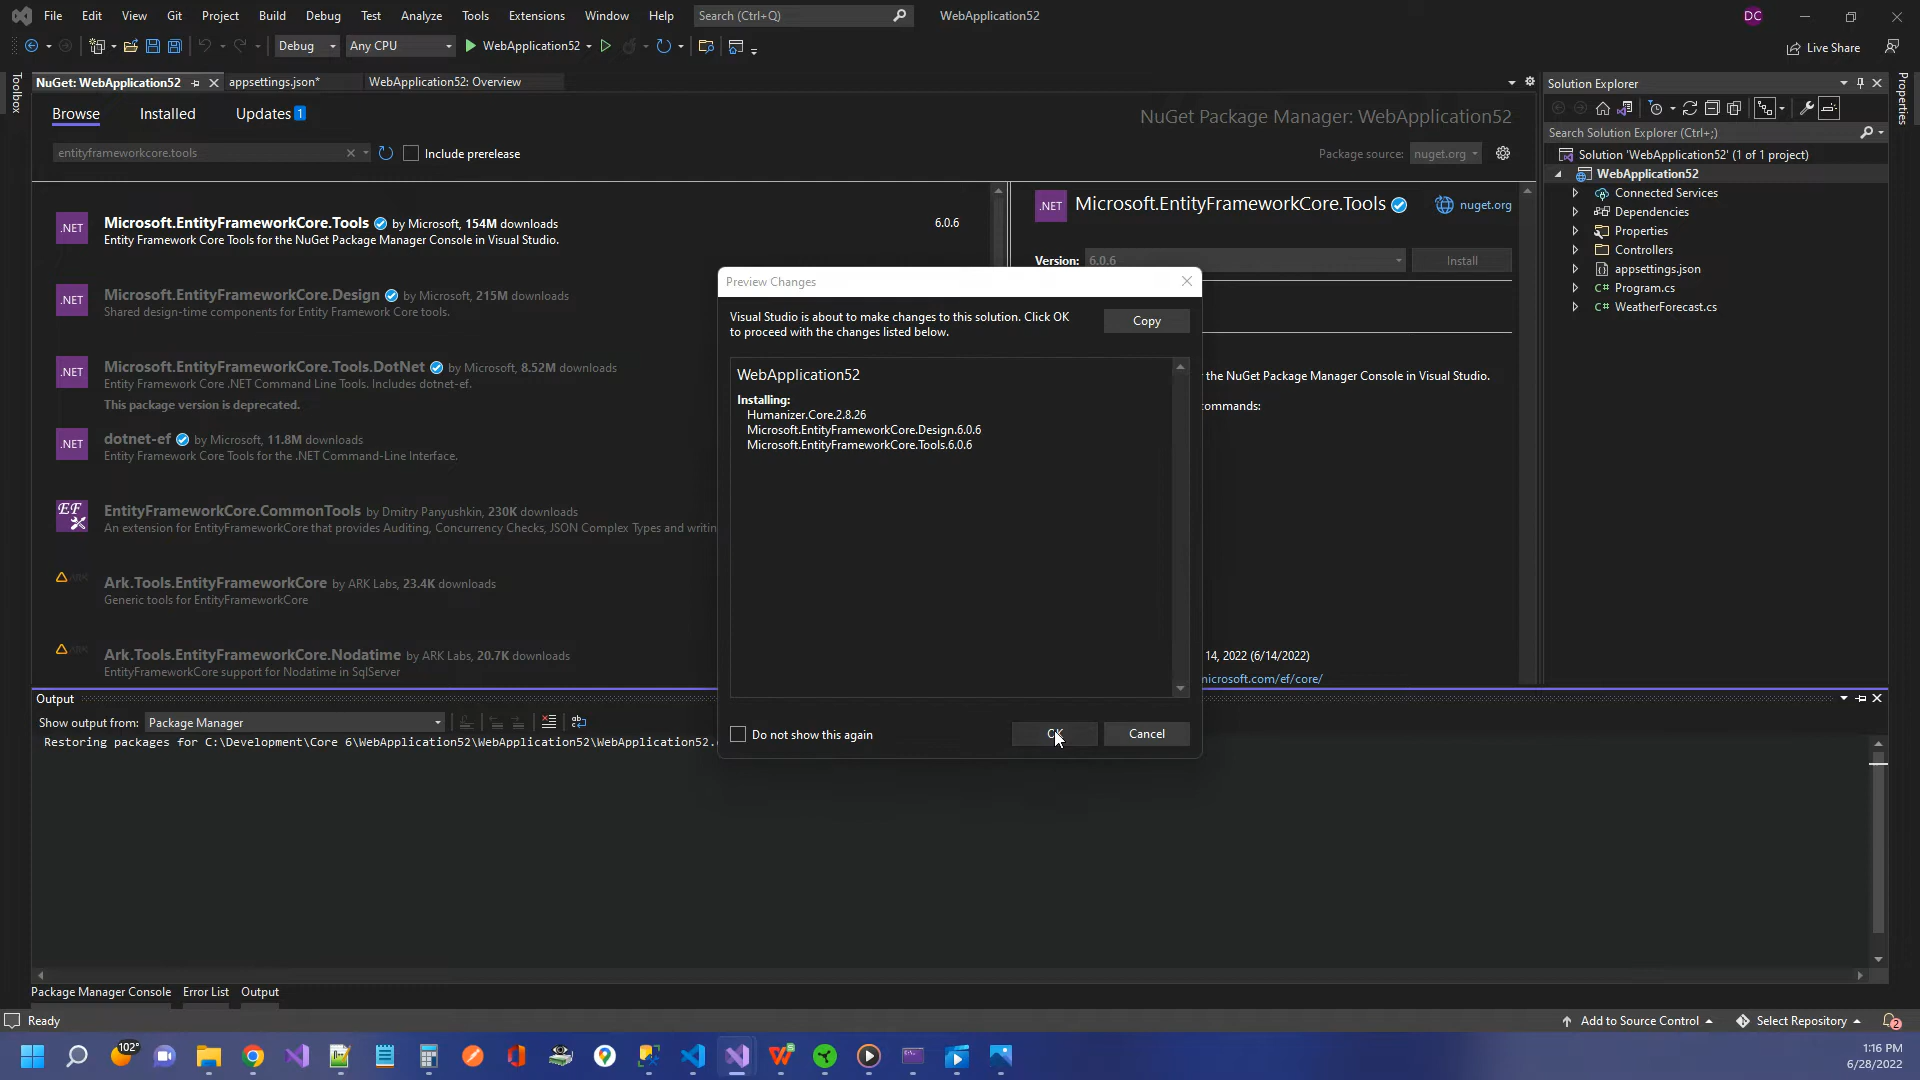 File Edit View Git Project Build Debug Test Analyze Tools Extensions Window Help Search (Ctrl+Q) WebApplication52 DC
Debug Any CPU WebApplication52 Live Share
Toolbox
NuGet: WebApplication52 appsettings.json* WebApplication52: Overview
Browse Installed Updates 1
NuGet Package Manager: WebApplication52
entityframeworkcore.tools Include prerelease
Package source: nuget.org
.NET Microsoft.EntityFrameworkCore.Tools by Microsoft, 154M downloads 6.0.6
Entity Framework Core Tools for the NuGet Package Manager Console in Visual Studio.
.NET Microsoft.EntityFrameworkCore.Design by Microsoft, 215M downloads
Shared design-time components for Entity Framework Core tools.
.NET Microsoft.EntityFrameworkCore.Tools.DotNet by Microsoft, 8.52M downloads
Entity Framework Core .NET Command Line Tools. Includes dotnet-ef.
This package version is deprecated.
.NET dotnet-ef by Microsoft, 11.8M downloads
Entity Framework Core Tools for the .NET Command-Line Interface.
EF EntityFrameworkCore.CommonTools by Dmitry Panyushkin, 230K downloads
An extension for EntityFrameworkCore that provides Auditing, Concurrency Checks, JSON Complex Types and writin
Ark.Tools.EntityFrameworkCore by ARK Labs, 23.4K downloads
Generic tools for EntityFrameworkCore
Ark.Tools.EntityFrameworkCore.Nodatime by ARK Labs, 20.7K downloads
EntityFrameworkCore support for Nodatime in SqlServer
.NET Microsoft.EntityFrameworkCore.Tools nuget.org
Version: 6.0.6 Install
the NuGet Package Manager Console in Visual Studio.
ommands:
14, 2022 (6/14/2022)
microsoft.com/ef/core/
Preview Changes
Visual Studio is about to make changes to this solution. Click OK
to proceed with the changes listed below.
Copy
WebApplication52
Installing:
Humanizer.Core.2.8.26
Microsoft.EntityFrameworkCore.Design.6.0.6
Microsoft.EntityFrameworkCore.Tools.6.0.6
Do not show this again OK Cancel
Solution Explorer
Search Solution Explorer (Ctrl+;)
Solution 'WebApplication52' (1 of 1 project)
WebApplication52
Connected Services
Dependencies
Properties
Controllers
appsettings.json
C# Program.cs
C# WeatherForecast.cs
Properties
Output
Show output from: Package Manager
Restoring packages for C:\Development\Core 6\WebApplication52\WebApplication52\WebApplication52.
Package Manager Console Error List Output
Ready Add to Source Control Select Repository 2
102°
1:16 PM
6/28/2022